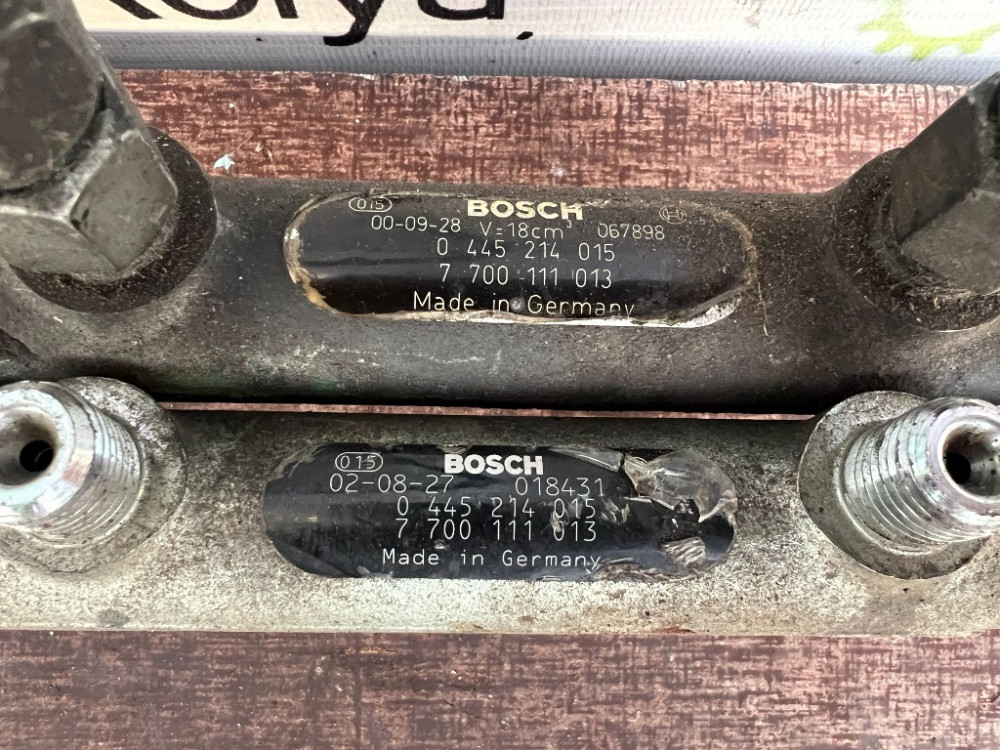 015 BOSCH
00-09-28 V=18cm³ 067898
0 445 214 015
7 700 111 013
Made in Germany
015 BOSCH
02-08-27 018431
0 445 214 015
7 700 111 013
Made in Germany